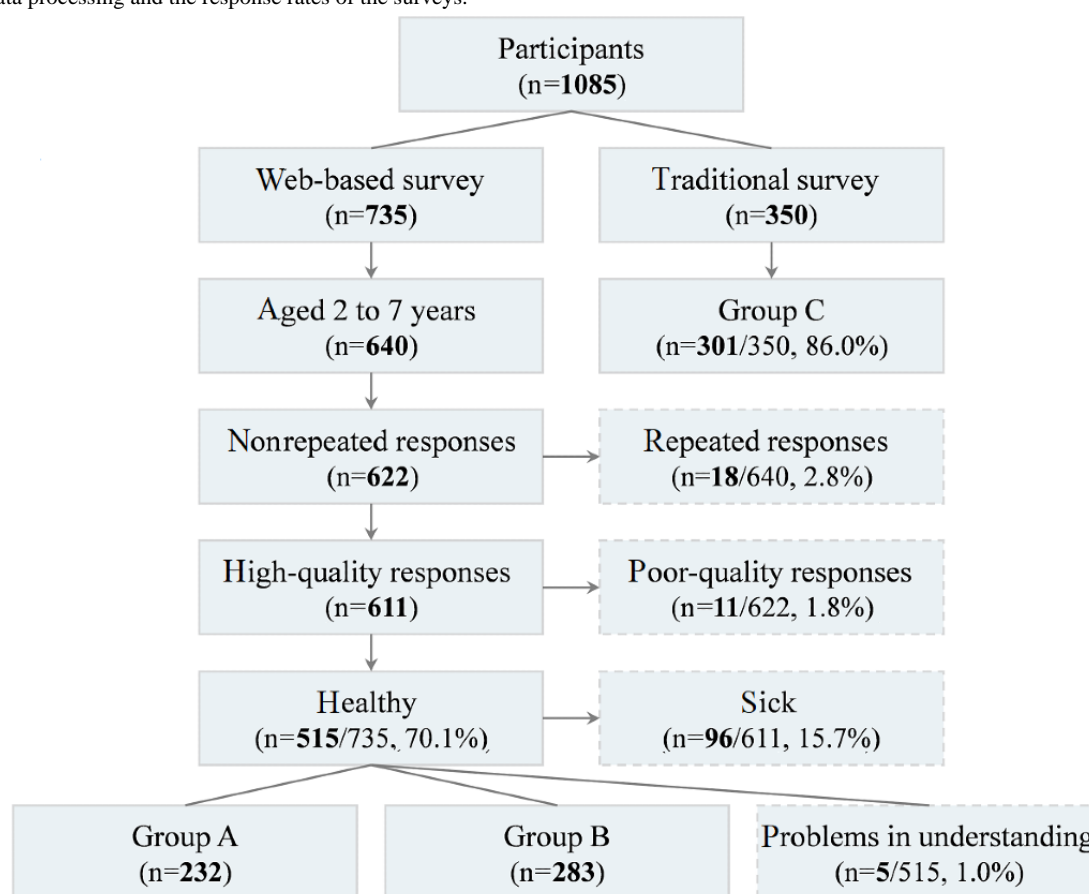 data processing and the response rates of the surveys.
Participants
(n=1085)
Web-based survey
(n=735)
Traditional survey
(n=350)
Aged 2 to 7 years
(n=640)
Group C
(n=301/350, 86.0%)
Nonrepeated responses
(n=622)
Repeated responses
(n=18/640, 2.8%)
High-quality responses
(n=611)
Poor-quality responses
(n=11/622, 1.8%)
Healthy
(n=515/735, 70.1%)
Sick
(n=96/611, 15.7%)
Group A
(n=232)
Group B
(n=283)
Problems in understanding
(n=5/515, 1.0%)